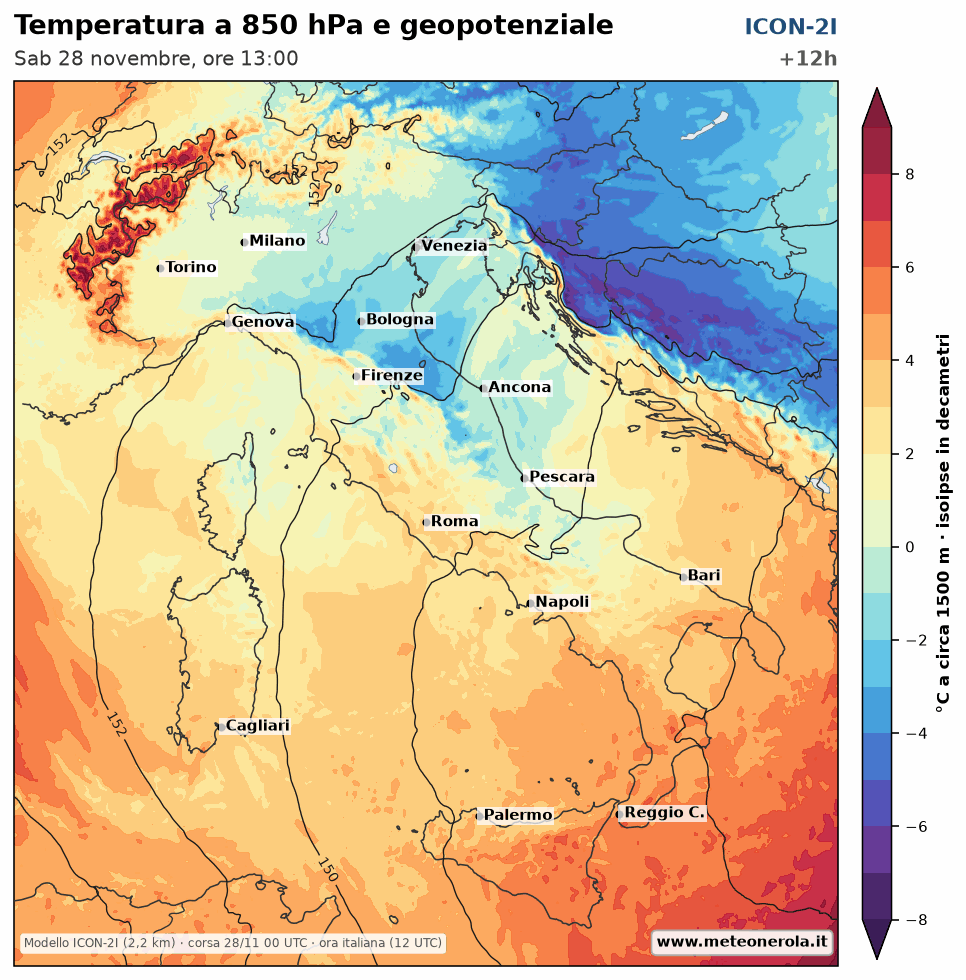 Temperatura a 850 hPa e geopotenziale
ICON-2I
Sab 28 novembre, ore 13:00
+12h
152
152
152
152
Milano
Venezia
Torino
Genova
Bologna
Firenze
Ancona
Pescara
Roma
Bari
Napoli
152
Cagliari
Palermo
Reggio C.
150
Modello ICON-2I (2,2 km) · corsa 28/11 00 UTC · ora italiana (12 UTC)
www.meteonerola.it
8
6
4
2
0
−2
−4
−6
−8
°C a circa 1500 m · isoipse in decametri